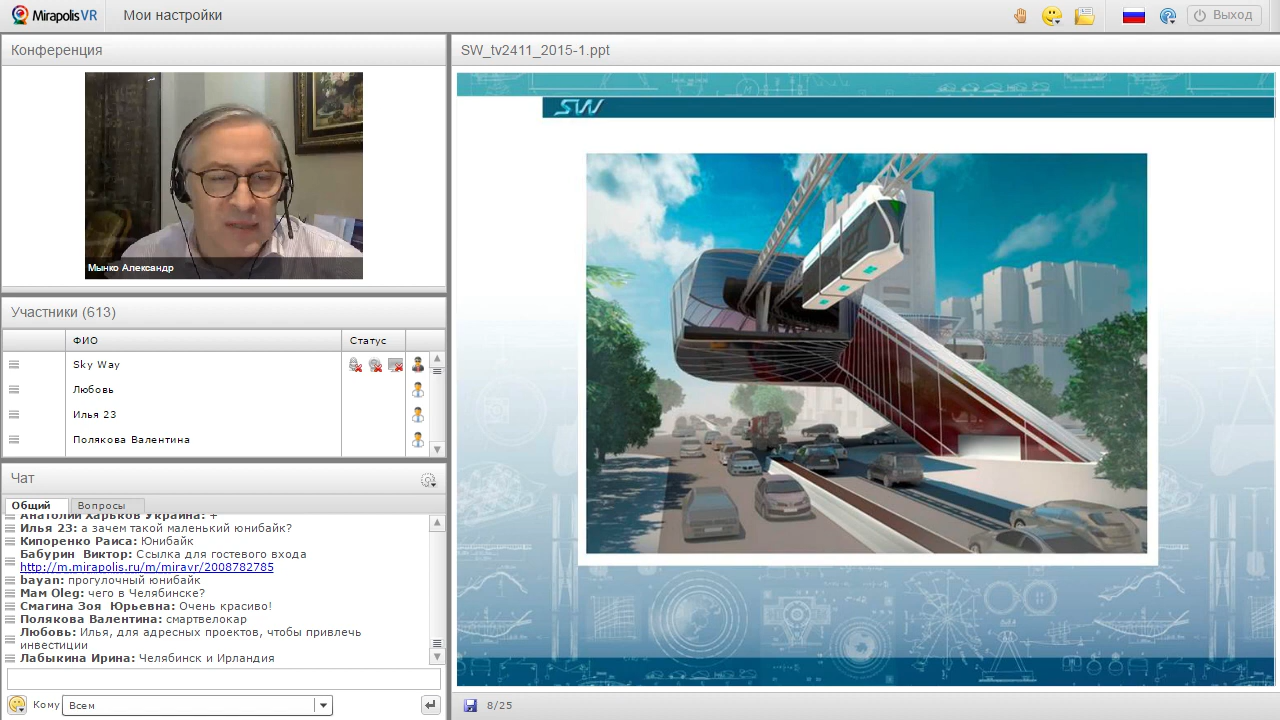 Mirapolis VR
Мои настройки
Выход
Конференция
Мынко Александр
Участники (613)
ФИО
Статус
Sky Way
Любовь
Илья 23
Полякова Валентина
Чат
Общий
Вопросы
Анатолий Харьков Украина: +
Илья 23: а зачем такой маленький юнибайк?
Кипоренко Раиса: Юнибайк
Бабурин Виктор: Ссылка для гостевого входа
http://m.mirapolis.ru/m/miravr/2008782785
bayan: прогулочный юнибайк
Мам Oleg: чего в Челябинске?
Смагина Зоя Юрьевна: Очень красиво!
Полякова Валентина: смартвелокар
Любовь: Илья, для адресных проектов, чтобы привлечь
инвестиции
Лабыкина Ирина: Челябинск и Ирландия
Кому
Всем
SW_tv2411_2015-1.ppt
SW
8/25